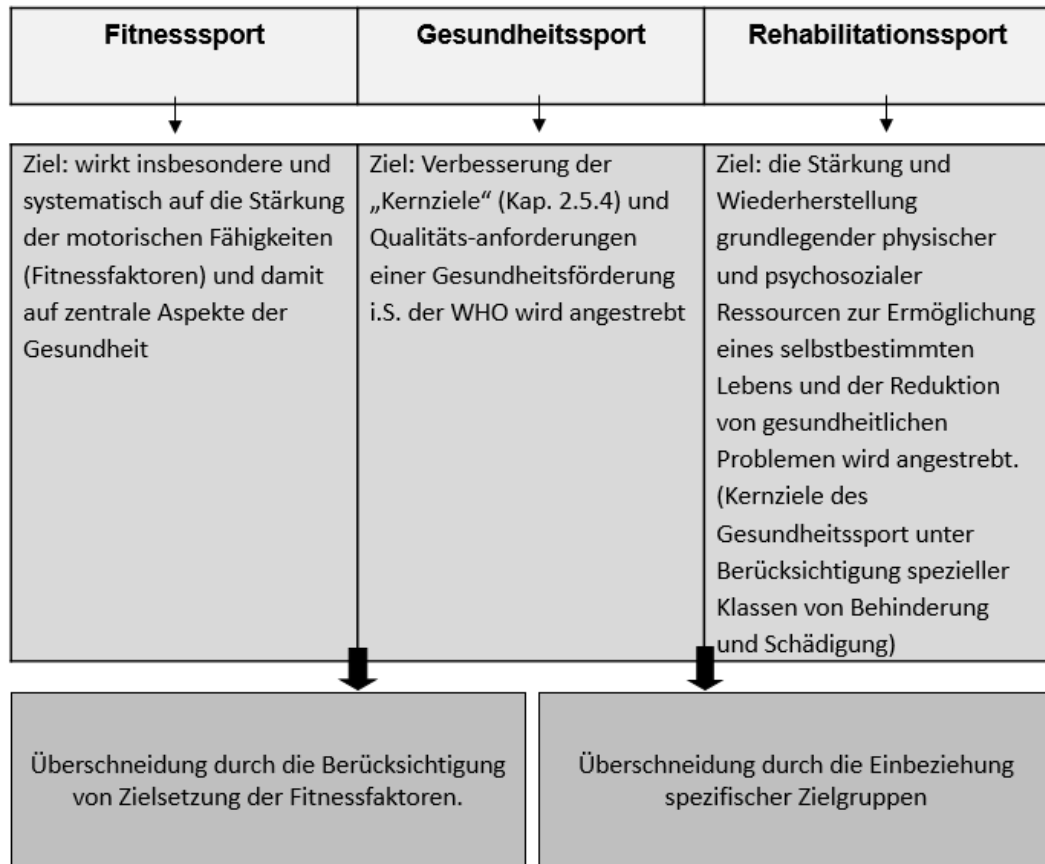 Fitnesssport
Gesundheitssport
Rehabilitationssport
Ziel: wirkt insbesondere und
systematisch auf die Stärkung
der motorischen Fähigkeiten
(Fitnessfaktoren) und damit
auf zentrale Aspekte der
Gesundheit
Ziel: Verbesserung der
„Kernziele“ (Kap. 2.5.4) und
Qualitäts-anforderungen
einer Gesundheitsförderung
i.S. der WHO wird angestrebt
Ziel: die Stärkung und
Wiederherstellung
grundlegender physischer
und psychosozialer
Ressourcen zur Ermöglichung
eines selbstbestimmten
Lebens und der Reduktion
von gesundheitlichen
Problemen wird angestrebt.
(Kernziele des
Gesundheitssport unter
Berücksichtigung spezieller
Klassen von Behinderung
und Schädigung)
Überschneidung durch die Berücksichtigung
von Zielsetzung der Fitnessfaktoren.
Überschneidung durch die Einbeziehung
spezifischer Zielgruppen